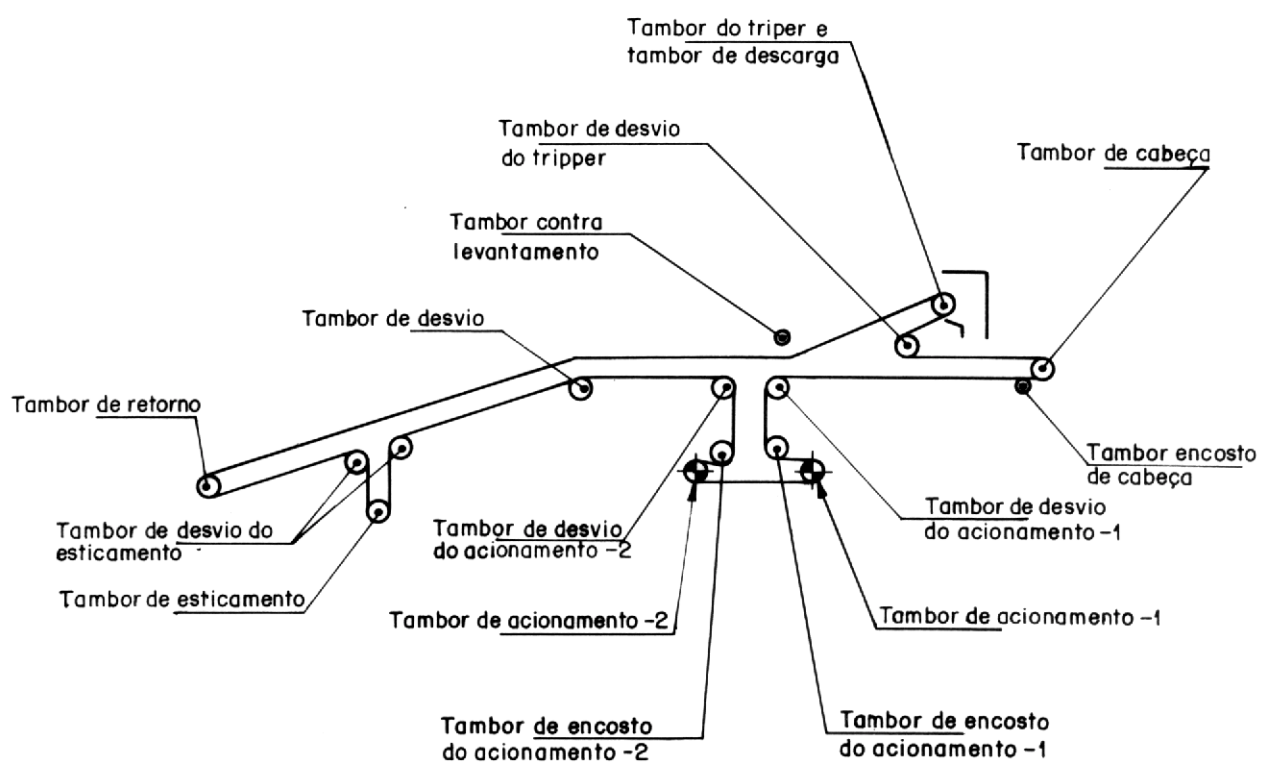 Tambor do triper e
tambor de descarga
Tambor de desvio
do tripper
Tambor de cabeça
Tambor contra
levantamento
Tambor de desvio
Tambor de retorno
Tambor encosto
de cabeça
Tambor de desvio do
esticamento
Tambor de desvio
do acionamento -2
Tambor de desvio
do acionamento -1
Tambor de esticamento
Tambor de acionamento -2
Tambor de acionamento -1
Tambor de encosto
do acionamento -2
Tambor de encosto
do acionamento -1